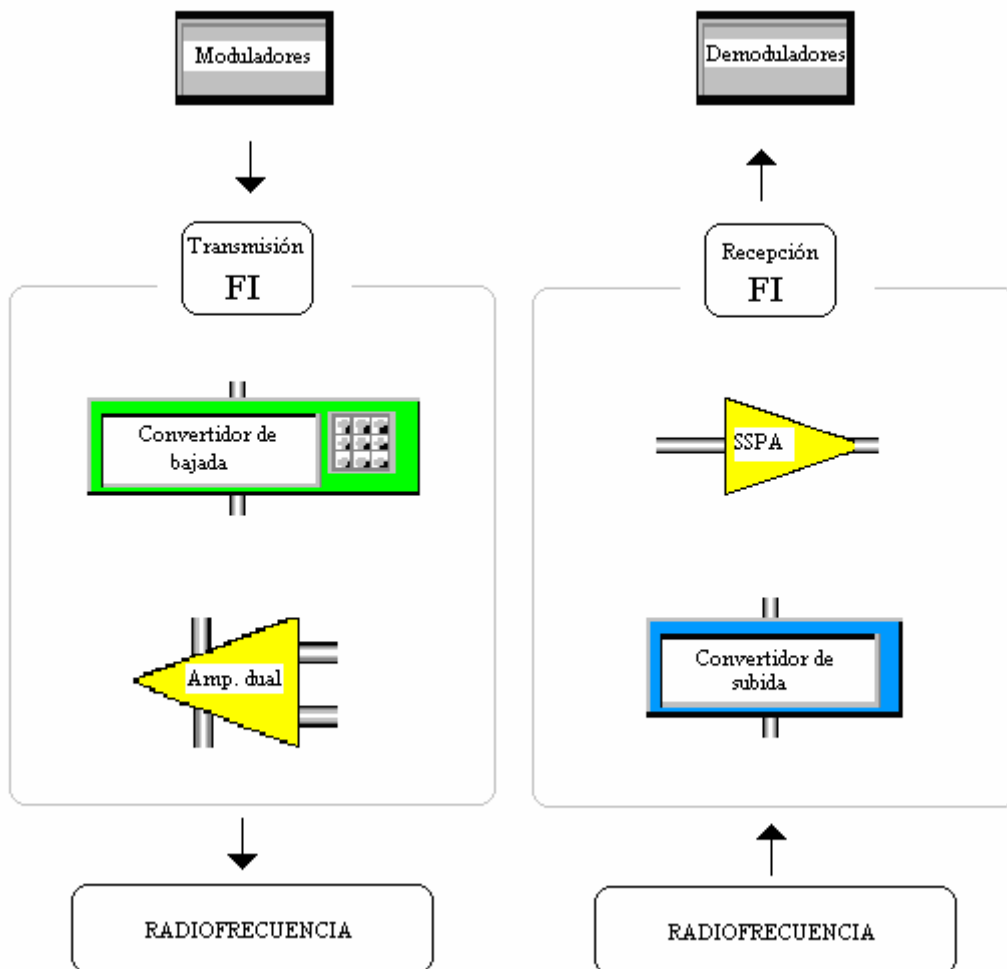 Moduladores
Demoduladores
Transmisión
FI
Recepción
FI
Convertidor de
bajada
SSPA
Amp. dual
Convertidor de
subida
RADIOFRECUENCIA
RADIOFRECUENCIA